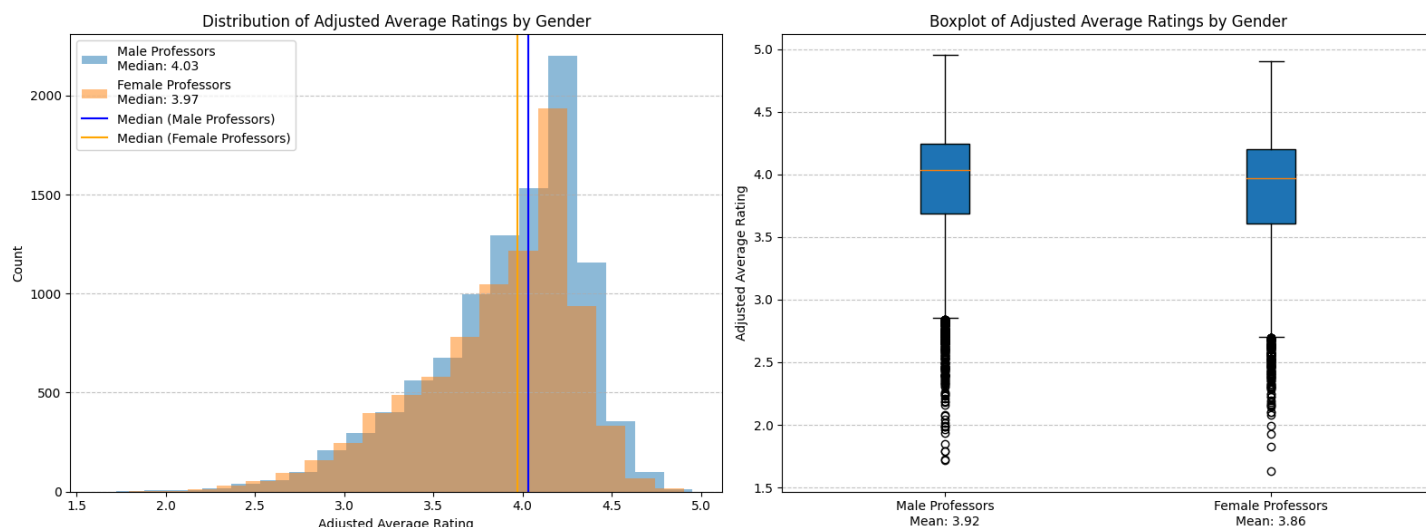 Distribution of Adjusted Average Ratings by Gender
Male Professors
Median: 4.03
Female Professors
Median: 3.97
Median (Male Professors)
Median (Female Professors)
Count
2000
1500
1000
500
0
1.5 2.0 2.5 3.0 3.5 4.0 4.5 5.0
Adjusted Average Rating
Boxplot of Adjusted Average Ratings by Gender
Adjusted Average Rating
5.0
4.5
4.0
3.5
3.0
2.5
2.0
1.5
Male Professors
Mean: 3.92
Female Professors
Mean: 3.86